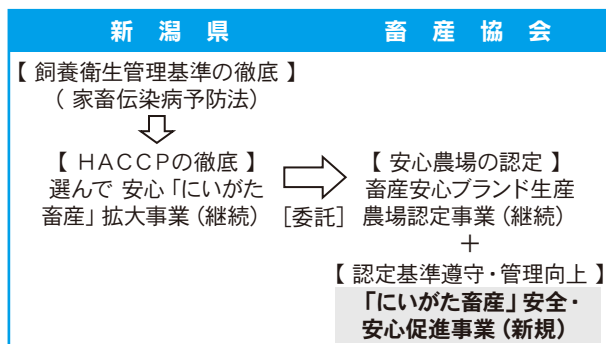 新潟県
畜産協会
【飼養衛生管理基準の徹底】
(家畜伝染病予防法)
【HACCPの徹底】
選んで 安心「にいがた
畜産」拡大事業(継続)
[委託]
【安心農場の認定】
畜産安心ブランド生産
農場認定事業(継続)
+
【認定基準遵守・管理向上】
「にいがた畜産」安全・
安心促進事業(新規)